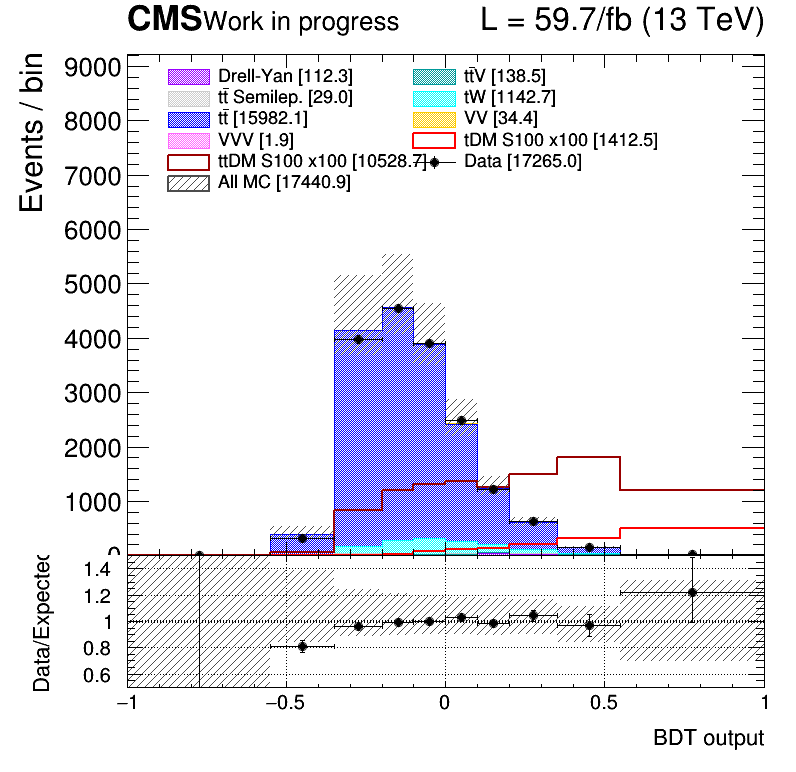 CMS Work in progress L = 59.7/fb (13 TeV)
Events / bin
9000
8000
7000
6000
5000
4000
3000
2000
1000
0
Drell-Yan [112.3] tt̄V [138.5]
tt̄ Semilep. [29.0] tW [1142.7]
tt̄ [15982.1] VV [34.4]
VVV [1.9] tDM S100 x100 [1412.5]
ttDM S100 x100 [10528.7] Data [17265.0]
All MC [17440.9]
Data/Expected
1.4
1.2
1
0.8
0.6
−1 −0.5 0 0.5 1
BDT output